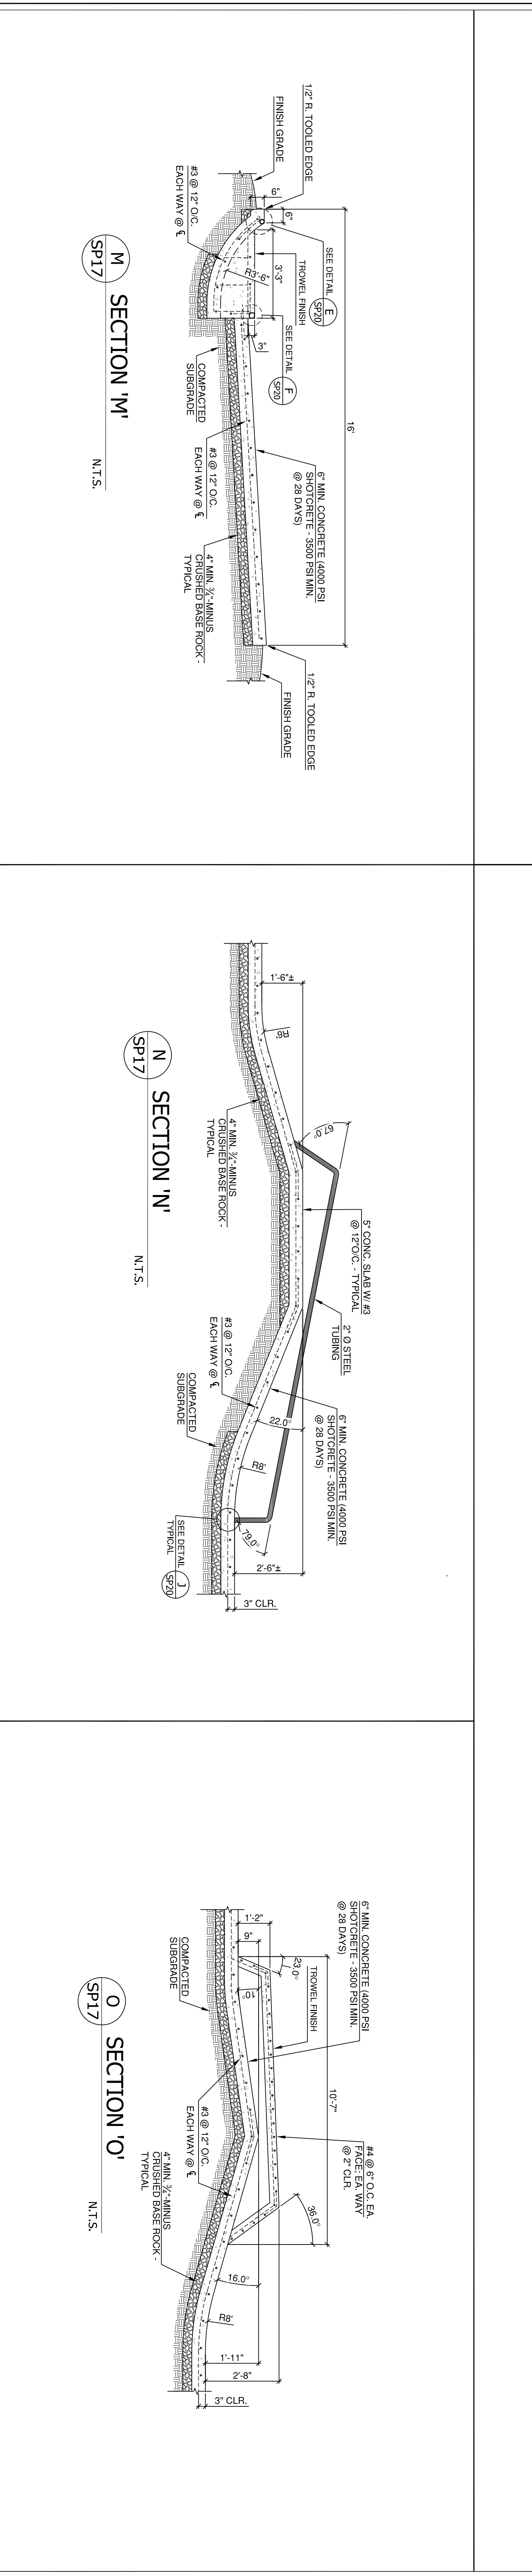 1/2" R. TOOLED EDGE
FINISH GRADE
6"
6"
16'
SEE DETAIL
E
SP20
TROWEL FINISH
3'-3"
R3'-6"
#3 @ 12" O/C.
EACH WAY @ ℄
SEE DETAIL
F
SP20
3"
COMPACTED
SUBGRADE
#3 @ 12" O/C.
EACH WAY @ ℄
6" MIN. CONCRETE (4000 PSI
SHOTCRETE - 3500 PSI MIN.
@ 28 DAYS)
4" MIN. ¾"-MINUS
CRUSHED BASE ROCK -
TYPICAL
1/2" R. TOOLED EDGE
FINISH GRADE
M
SP17
SECTION 'M'
N.T.S.
1'-6"±
R6'
67.0°
5" CONC. SLAB W/ #3
@ 12"O/C. - TYPICAL
2" Ø STEEL
TUBING
4" MIN. ¾"-MINUS
CRUSHED BASE ROCK -
TYPICAL
6" MIN. CONCRETE (4000 PSI
SHOTCRETE - 3500 PSI MIN.
@ 28 DAYS)
#3 @ 12" O/C.
EACH WAY @ ℄
22.0°
R8'
COMPACTED
SUBGRADE
79.0°
2'-6"±
SEE DETAIL
TYPICAL
J
SP20
3" CLR.
N
SP17
SECTION 'N'
N.T.S.
6" MIN. CONCRETE (4000 PSI
SHOTCRETE - 3500 PSI MIN.
@ 28 DAYS)
1'-2"
9"
23.0°
10°
TROWEL FINISH
10'-7"
#4 @ 6" O.C. EA.
FACE: EA. WAY
@ 2" CLR.
COMPACTED
SUBGRADE
#3 @ 12" O/C.
EACH WAY @ ℄
36.0°
4" MIN. ¾"-MINUS
CRUSHED BASE ROCK -
TYPICAL
16.0°
R8'
1'-11"
2'-8"
3" CLR.
O
SP17
SECTION 'O'
N.T.S.